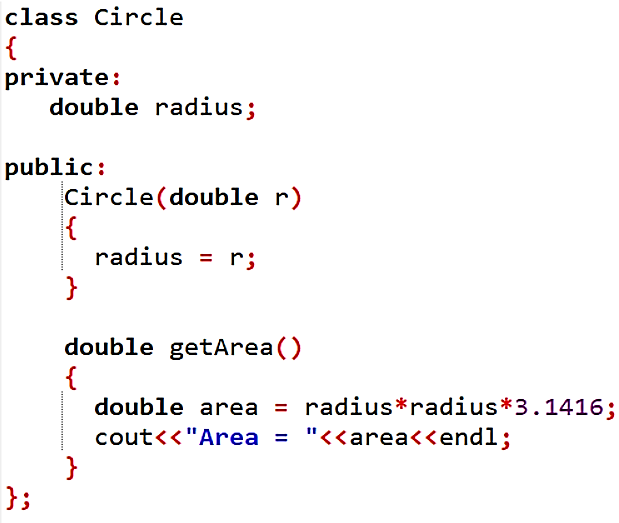 class Circle
{
private:
double radius;
public:
Circle(double r)
{
radius = r;
}
double getArea()
{
double area = radius*radius*3.1416;
cout<<"Area = "<<area<<endl;
}
};